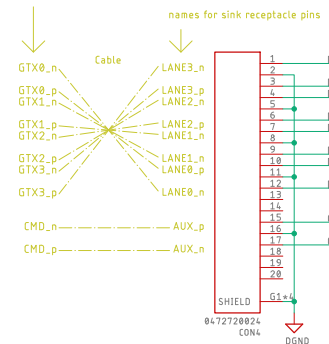 names for sink receptacle pins
Cable
GTX0_n LANE3_n
GTX0_p LANE3_p
GTX1_n LANE2_n
GTX1_p LANE2_p
GTX2_n LANE1_n
GTX2_p LANE1_n
GTX3_n LANE0_p
GTX3_p LANE0_n
CMD_n AUX_p
CMD_p AUX_n
1
2
3
4
5
6
7
8
9
10
11
12
13
14
15
16
17
18
19
20
SHIELD G1*4
0472720024
CON4
DGND